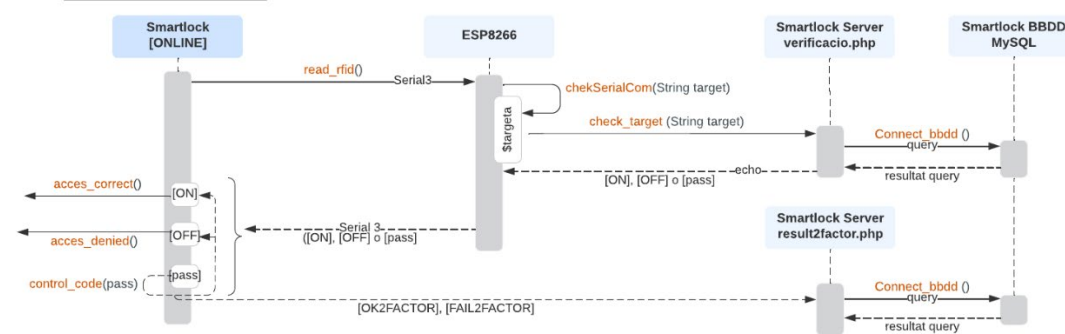 Smartlock
[ONLINE]
ESP8266
Smartlock Server
verificacio.php
Smartlock BBDD
MySQL
read_rfid()
Serial3
chekSerialCom(String target)
$targeta
check_target (String target)
Connect_bbdd ()
query
resultat query
echo
[ON], [OFF] o [pass]
acces_correct()
[ON]
acces_denied()
[OFF]
Serial 3
([ON], [OFF] o [pass]
control_code(pass)
[pass]
Smartlock Server
result2factor.php
[OK2FACTOR], [FAIL2FACTOR]
Connect_bbdd ()
query
resultat query